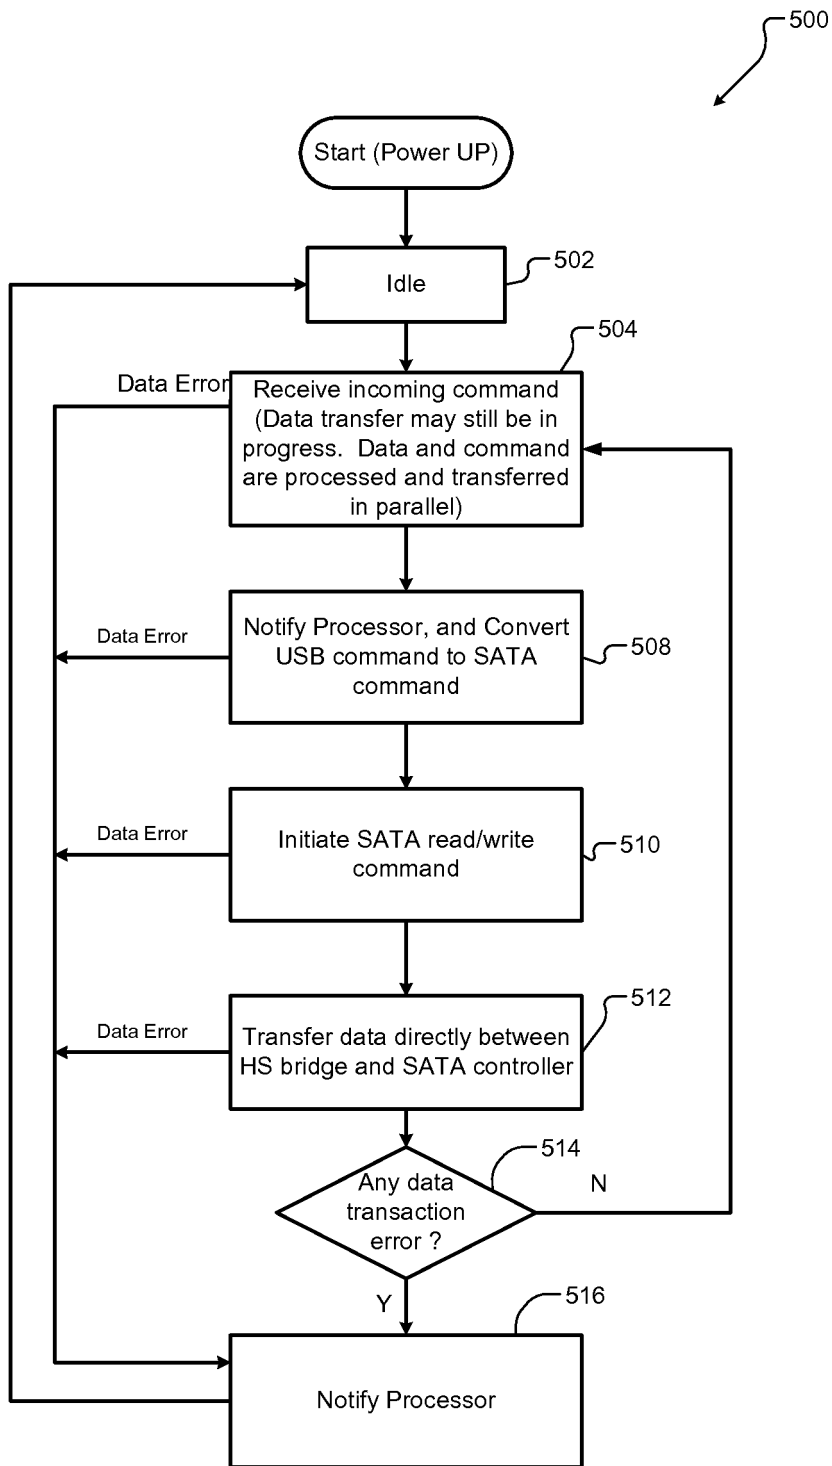 500
Start (Power UP)
Idle
502
504
Data Error
Receive incoming command
(Data transfer may still be in
progress. Data and command
are processed and transferred
in parallel)
Data Error
Notify Processor, and Convert
USB command to SATA
command
508
Data Error
Initiate SATA read/write
command
510
Data Error
Transfer data directly between
HS bridge and SATA controller
512
Any data
transaction
error ?
514
N
Y
516
Notify Processor